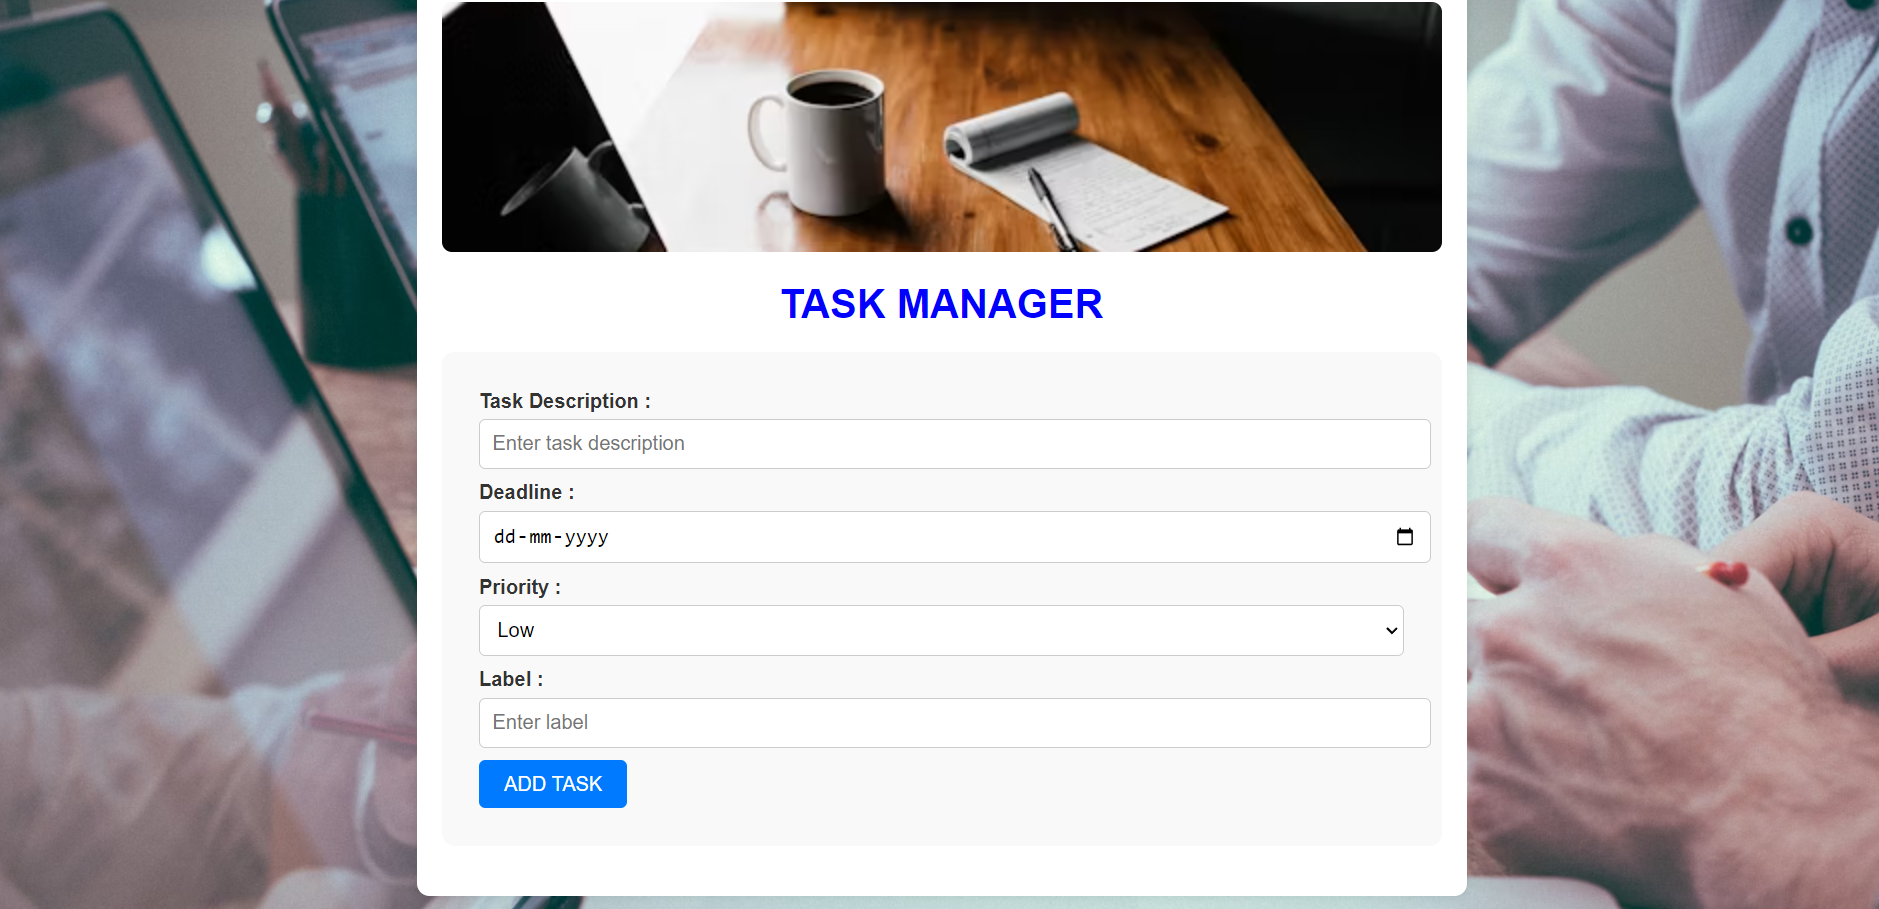 TASK MANAGER
Task Description :
Enter task description
Deadline :
dd-mm-yyyy
Priority :
Low
Label :
Enter label
ADD TASK